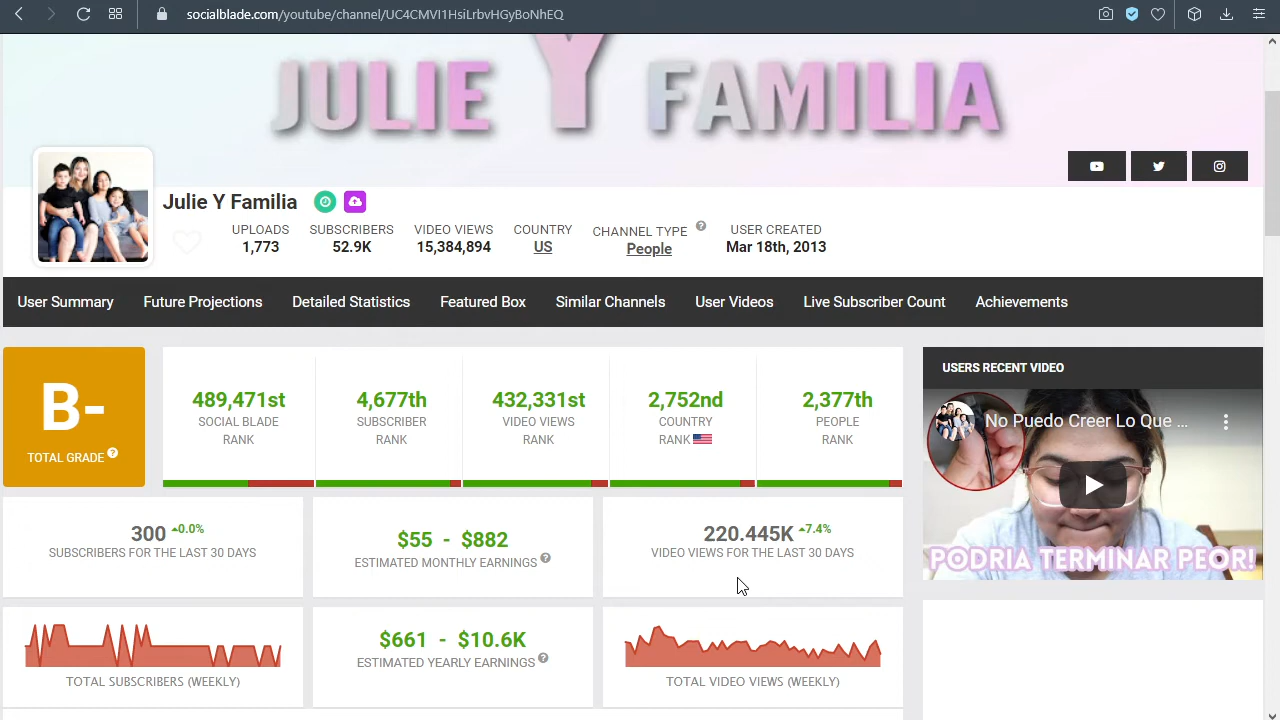 socialblade.com/youtube/channel/UC4CMVI1HsiLrbvHGyBoNhEQ
JULIE Y FAMILIA
Julie Y Familia
UPLOADS
1,773
SUBSCRIBERS
52.9K
VIDEO VIEWS
15,384,894
COUNTRY
US
CHANNEL TYPE ?
People
USER CREATED
Mar 18th, 2013
User Summary
Future Projections
Detailed Statistics
Featured Box
Similar Channels
User Videos
Live Subscriber Count
Achievements
B-
TOTAL GRADE ?
489,471st
SOCIAL BLADE
RANK
4,677th
SUBSCRIBER
RANK
432,331st
VIDEO VIEWS
RANK
2,752nd
COUNTRY
RANK
2,377th
PEOPLE
RANK
USERS RECENT VIDEO
No Puedo Creer Lo Que ...
PODRIA TERMINAR PEOR!
300 0.0%
SUBSCRIBERS FOR THE LAST 30 DAYS
$55 - $882
ESTIMATED MONTHLY EARNINGS ?
220.445K 7.4%
VIDEO VIEWS FOR THE LAST 30 DAYS
TOTAL SUBSCRIBERS (WEEKLY)
$661 - $10.6K
ESTIMATED YEARLY EARNINGS ?
TOTAL VIDEO VIEWS (WEEKLY)